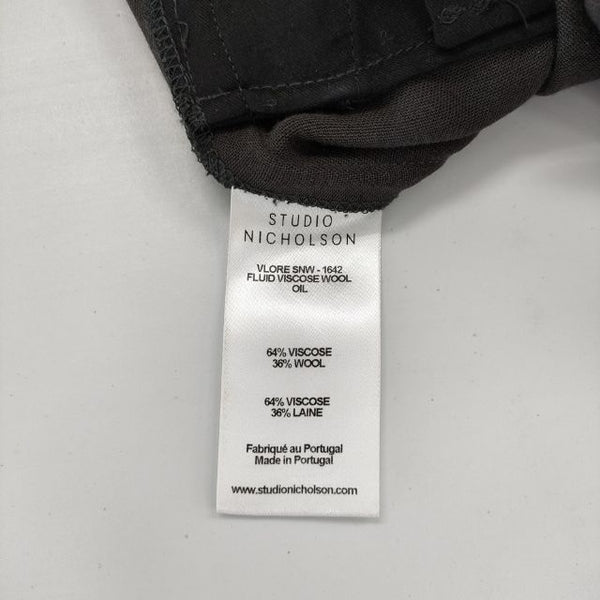 STUDIO
NICHOLSON
VLORE SNW - 1642
FLUID VISCOSE WOOL
OIL
64% VISCOSE
36% WOOL
64% VISCOSE
36% LAINE
Fabriqué au Portugal
Made in Portugal
www.studionicholson.com